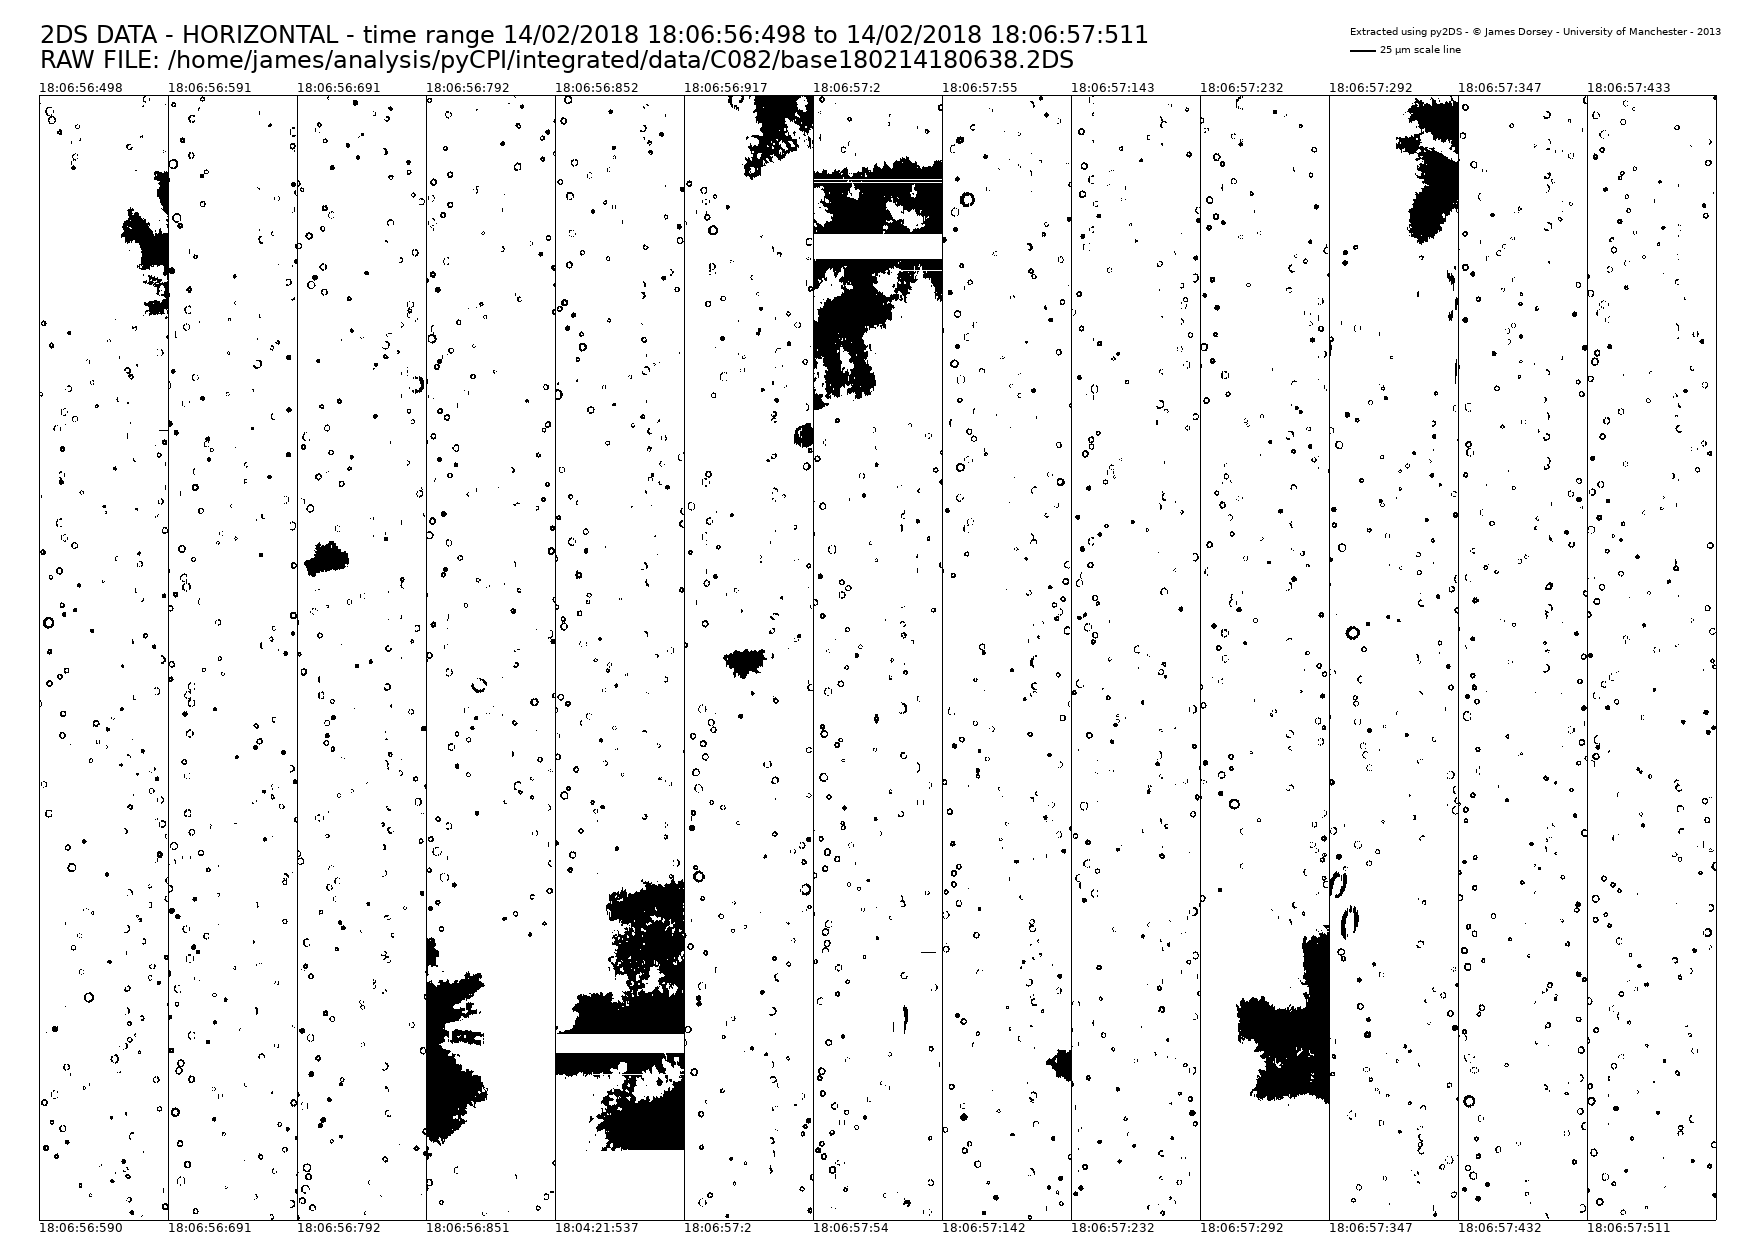 2DS DATA - HORIZONTAL - time range 14/02/2018 18:06:56:498 to 14/02/2018 18:06:57:511
RAW FILE: /home/james/analysis/pyCPI/integrated/data/C082/base180214180638.2DS
Extracted using py2DS - © James Dorsey - University of Manchester - 2013
25 µm scale line
18:06:56:498 18:06:56:591 18:06:56:691 18:06:56:792 18:06:56:852 18:06:56:917 18:06:57:2 18:06:57:55 18:06:57:143 18:06:57:232 18:06:57:292 18:06:57:347 18:06:57:433
18:06:56:590 18:06:56:691 18:06:56:792 18:06:56:851 18:04:21:537 18:06:57:2 18:06:57:54 18:06:57:142 18:06:57:232 18:06:57:292 18:06:57:347 18:06:57:432 18:06:57:511